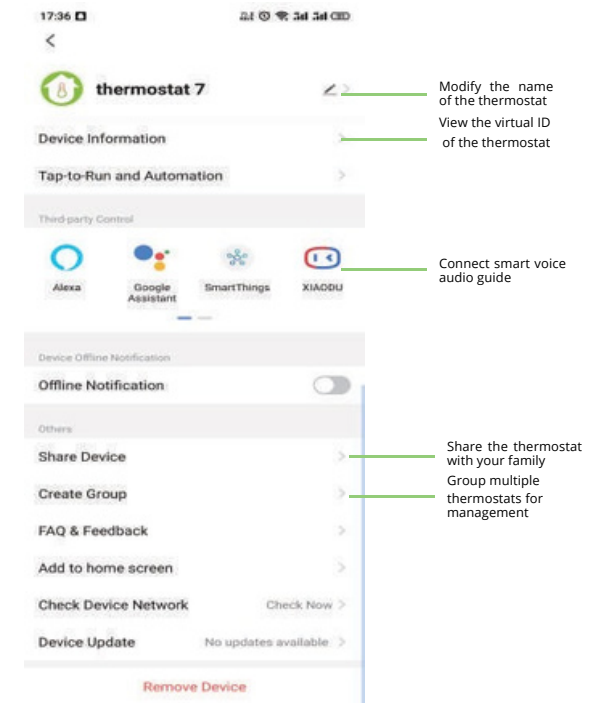 17:36
thermostat 7
Modify the name
of the thermostat
View the virtual ID
Device Information
of the thermostat
Tap-to-Run and Automation
Third-party Control
Connect smart voice
audio guide
Alexa
Google
Assistant
SmartThings
XIAODU
Device Offline Notification
Offline Notification
Others
Share Device
Share the thermostat
with your family
Create Group
Group multiple
thermostats for
management
FAQ & Feedback
Add to home screen
Check Device Network Check Now
Device Update No updates available
Remove Device